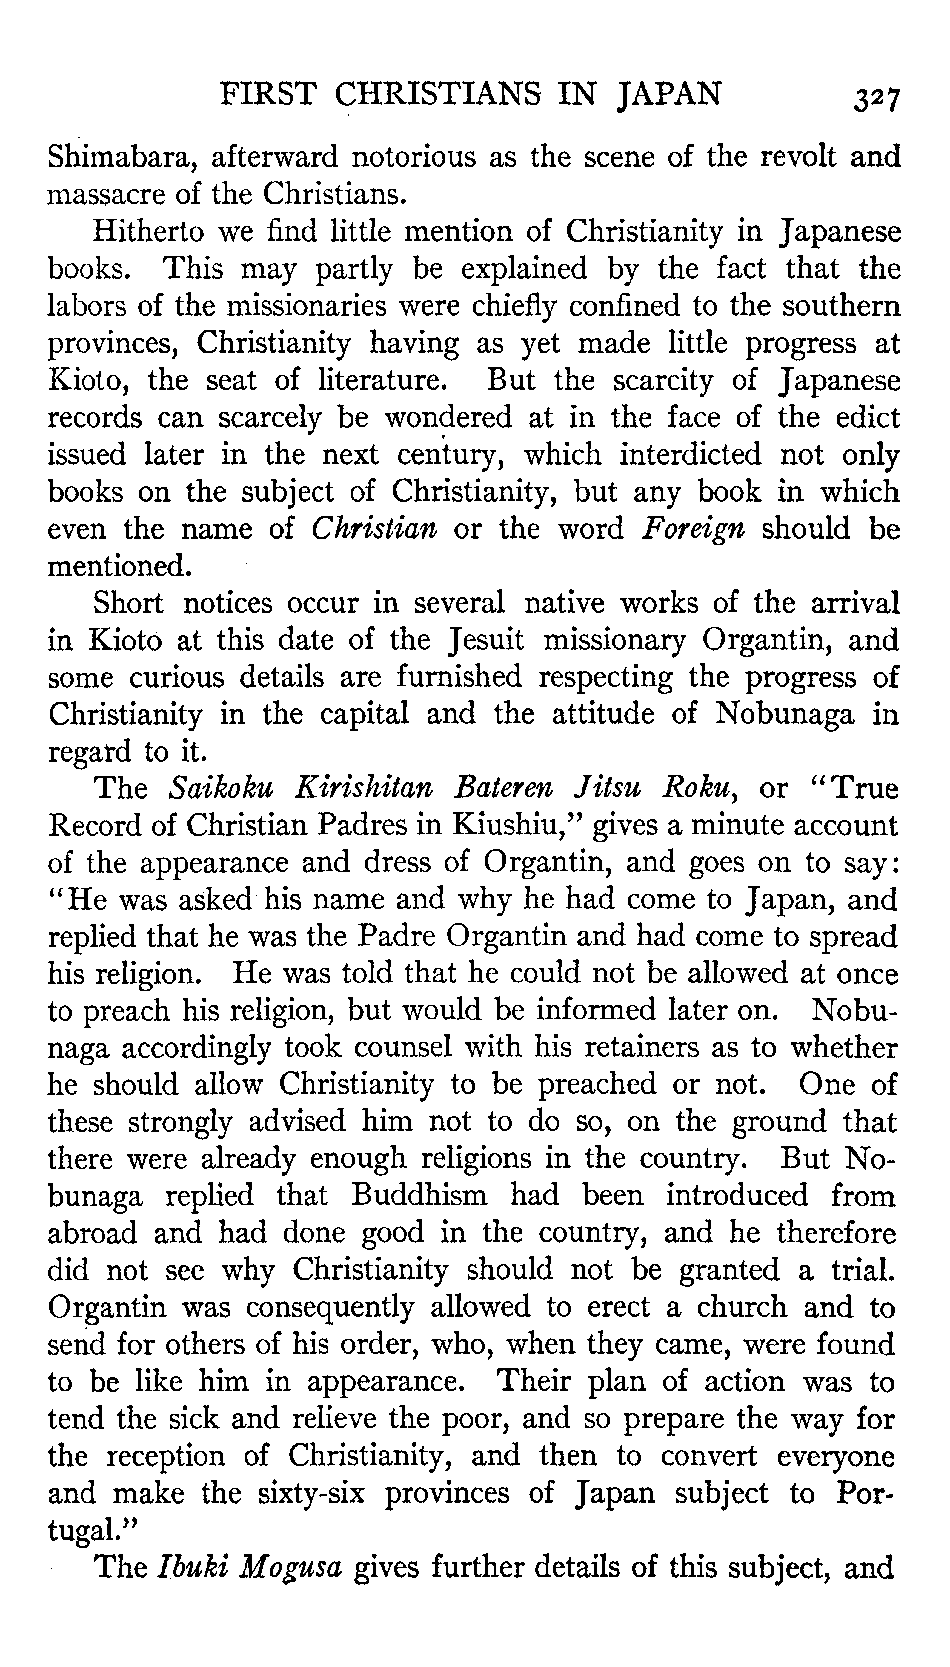 FIRST CHRISTIANS IN JAPAN 327
Shimabara, afterward notorious as the scene of the revolt and
massacre of the Christians.
Hitherto we find little mention of Christianity in Japanese
books. This may partly be explained by the fact that the
labors of the missionaries were chiefly confined to the southern
provinces, Christianity having as yet made little progress at
Kioto, the seat of literature. But the scarcity of Japanese
records can scarcely be wondered at in the face of the edict
issued later in the next century, which interdicted not only
books on the subject of Christianity, but any book in which
even the name of Christian or the word Foreign should be
mentioned.
Short notices occur in several native works of the arrival
in Kioto at this date of the Jesuit missionary Organtin, and
some curious details are furnished respecting the progress of
Christianity in the capital and the attitude of Nobunaga in
regard to it.
The Saikoku Kirishitan Bateren Jitsu Roku, or "True
Record of Christian Padres in Kiushiu," gives a minute account
of the appearance and dress of Organtin, and goes on to say:
"He was asked his name and why he had come to Japan, and
replied that he was the Padre Organtin and had come to spread
his religion. He was told that he could not be allowed at once
to preach his religion, but would be informed later on. Nobu-
naga accordingly took counsel with his retainers as to whether
he should allow Christianity to be preached or not. One of
these strongly advised him not to do so, on the ground that
there were already enough religions in the country. But No-
bunaga replied that Buddhism had been introduced from
abroad and had done good in the country, and he therefore
did not see why Christianity should not be granted a trial.
Organtin was consequently allowed to erect a church and to
send for others of his order, who, when they came, were found
to be like him in appearance. Their plan of action was to
tend the sick and relieve the poor, and so prepare the way for
the reception of Christianity, and then to convert everyone
and make the sixty-six provinces of Japan subject to Por-
tugal."
The Ibuki Mogusa gives further details of this subject, and